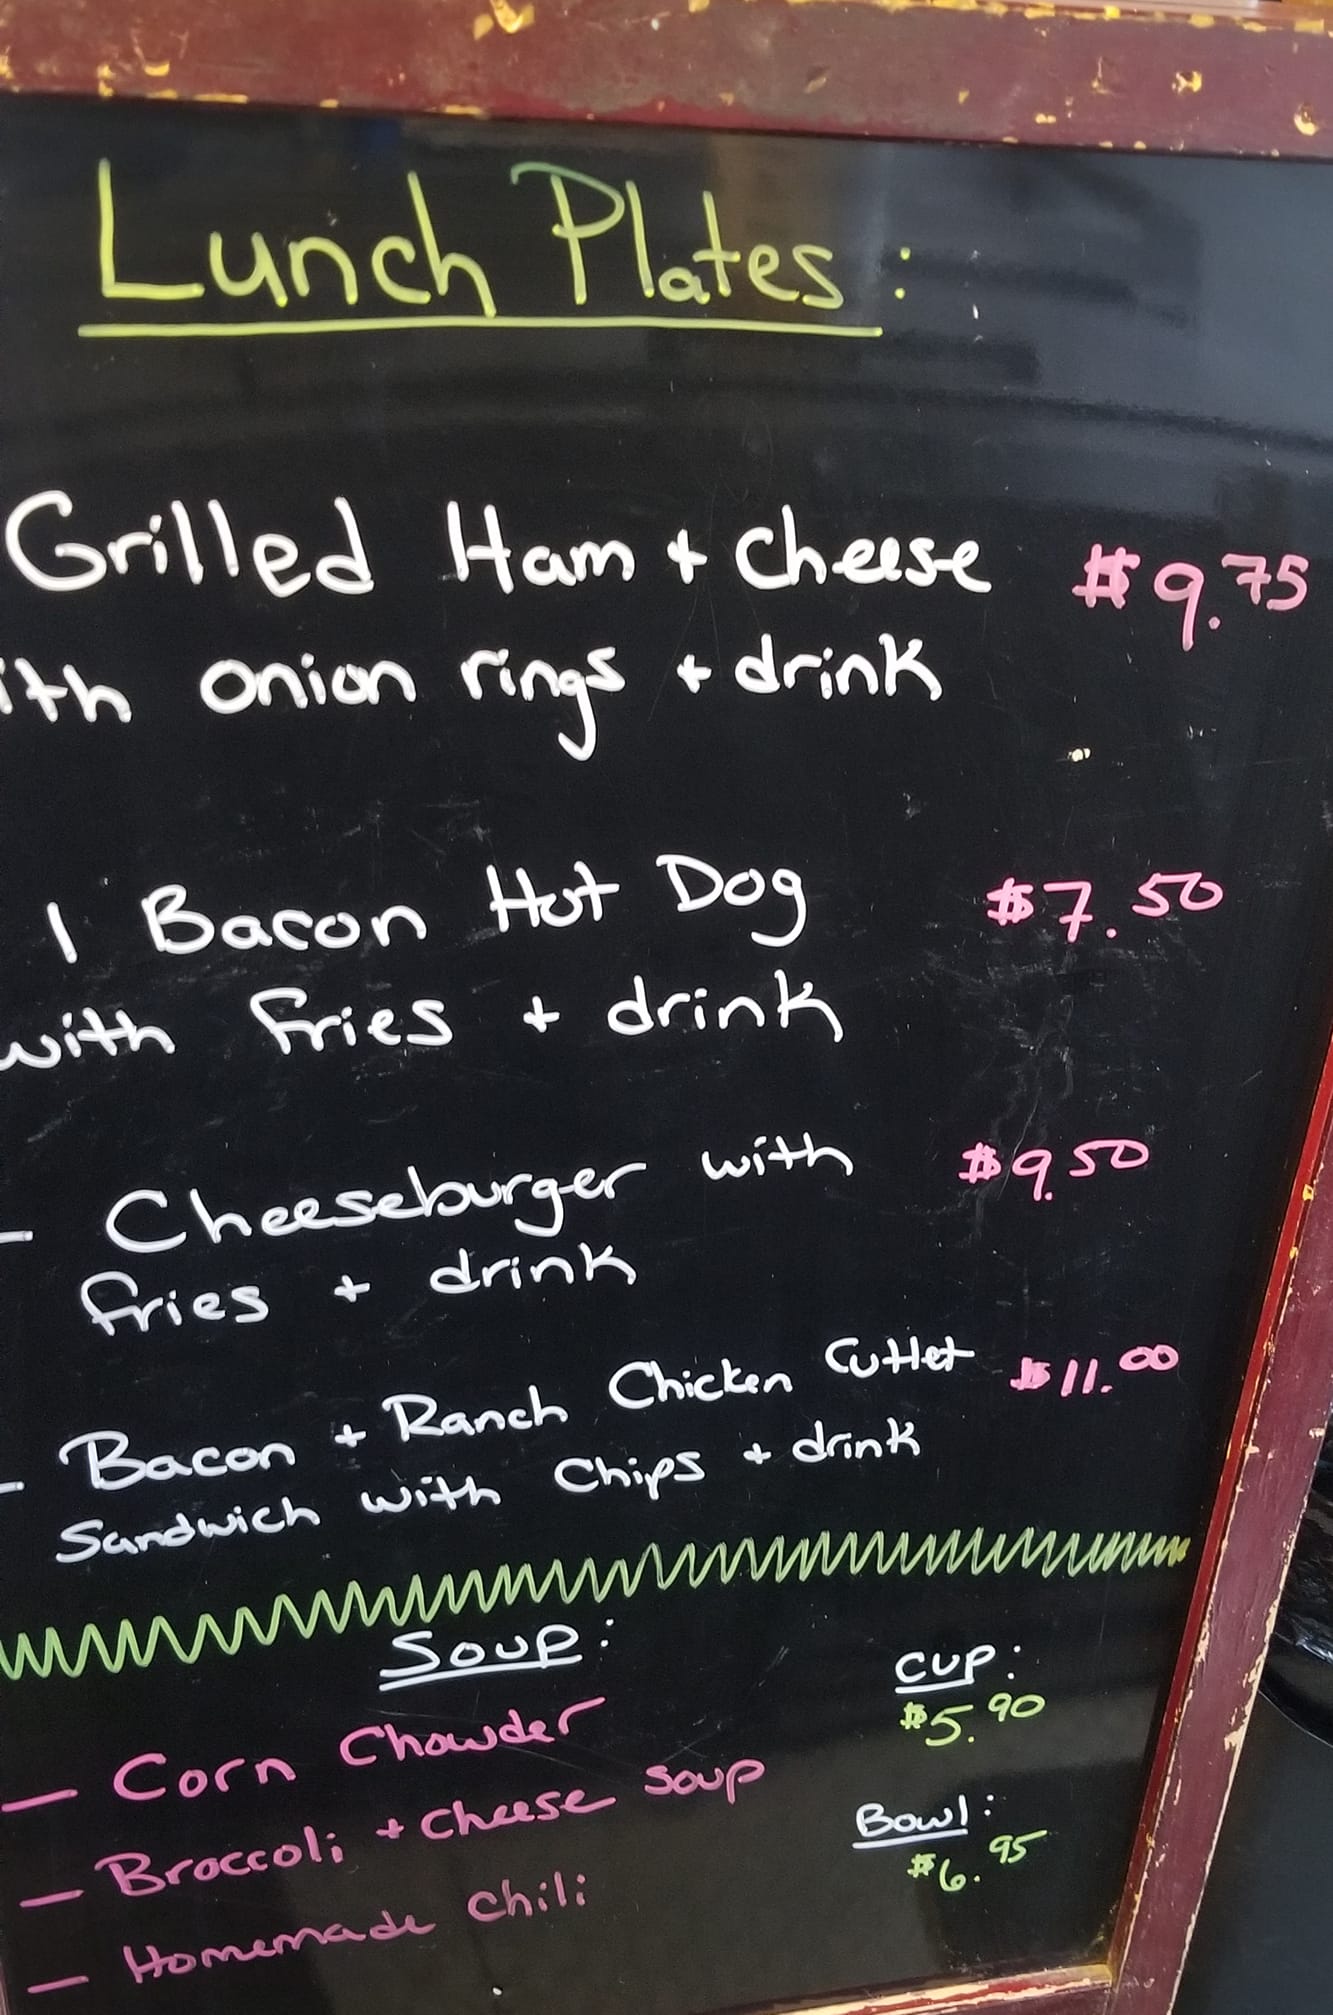 Lunch Plates:
Grilled Ham + cheese $9.75
ith onion rings + drink
1 Bacon Hot Dog $7.50
with fries + drink
- Cheeseburger with $9.50
fries + drink
- Bacon + Ranch Chicken Cutlet $11.00
Sandwich with Chips + drink
Soup: cup:
- Corn Chowder $5.90
- Broccoli + cheese soup Bowl:
- Homemade chili $6.95